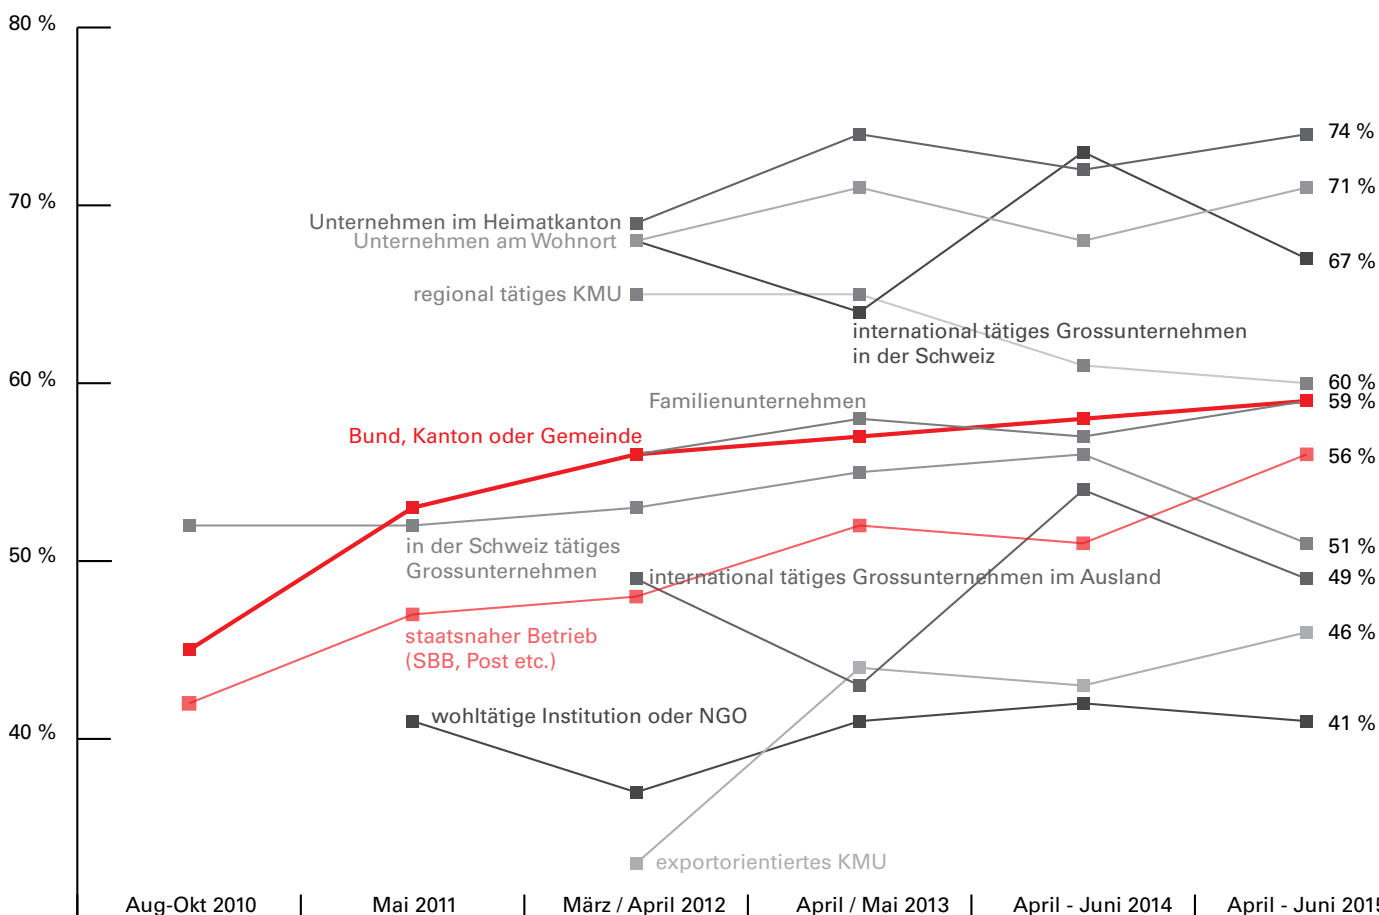 80 %
74 %
71 %
70 %
Unternehmen im Heimatkanton
Unternehmen am Wohnort
67 %
regional tätiges KMU
international tätiges Grossunternehmen
in der Schweiz
60 %
60 %
Familienunternehmen
59 %
Bund, Kanton oder Gemeinde
56 %
in der Schweiz tätiges
Grossunternehmen
51 %
50 %
international tätiges Grossunternehmen im Ausland
49 %
staatsnaher Betrieb
(SBB, Post etc.)
46 %
wohltätige Institution oder NGO
41 %
40 %
exportorientiertes KMU
Aug-Okt 2010
Mai 2011
März / April 2012
April / Mai 2013
April - Juni 2014
April - Juni 2015